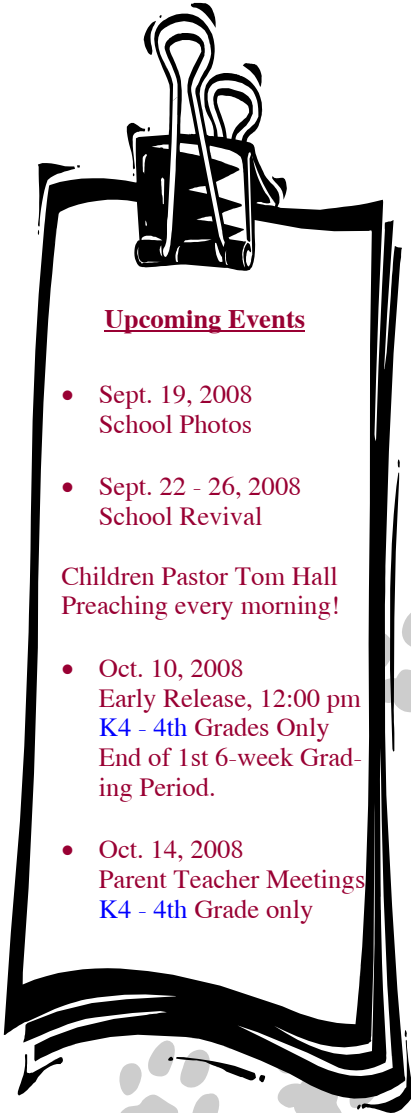 Upcoming Events
• Sept. 19, 2008
School Photos
• Sept. 22 - 26, 2008
School Revival
Children Pastor Tom Hall
Preaching every morning!
• Oct. 10, 2008
Early Release, 12:00 pm
K4 - 4th Grades Only
End of 1st 6-week Grad-
ing Period.
• Oct. 14, 2008
Parent Teacher Meetings
K4 - 4th Grade only